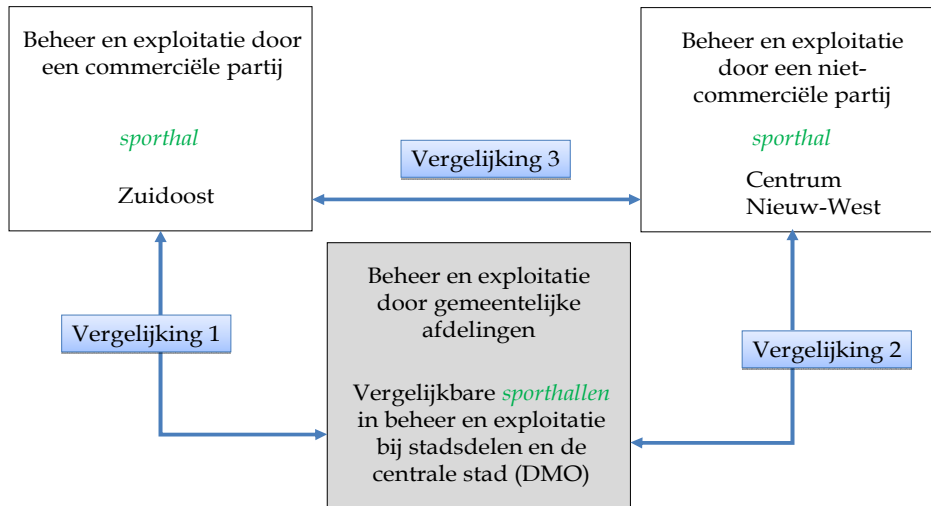 Beheer en exploitatie door
een commerciële partij
sporthal
Zuidoost
Vergelijking 3
Beheer en exploitatie
door een niet-
commerciële partij
sporthal
Centrum
Nieuw-West
Vergelijking 1
Beheer en exploitatie
door gemeentelijke
afdelingen
Vergelijkbare sporthallen
in beheer en exploitatie
bij stadsdelen en de
centrale stad (DMO)
Vergelijking 2